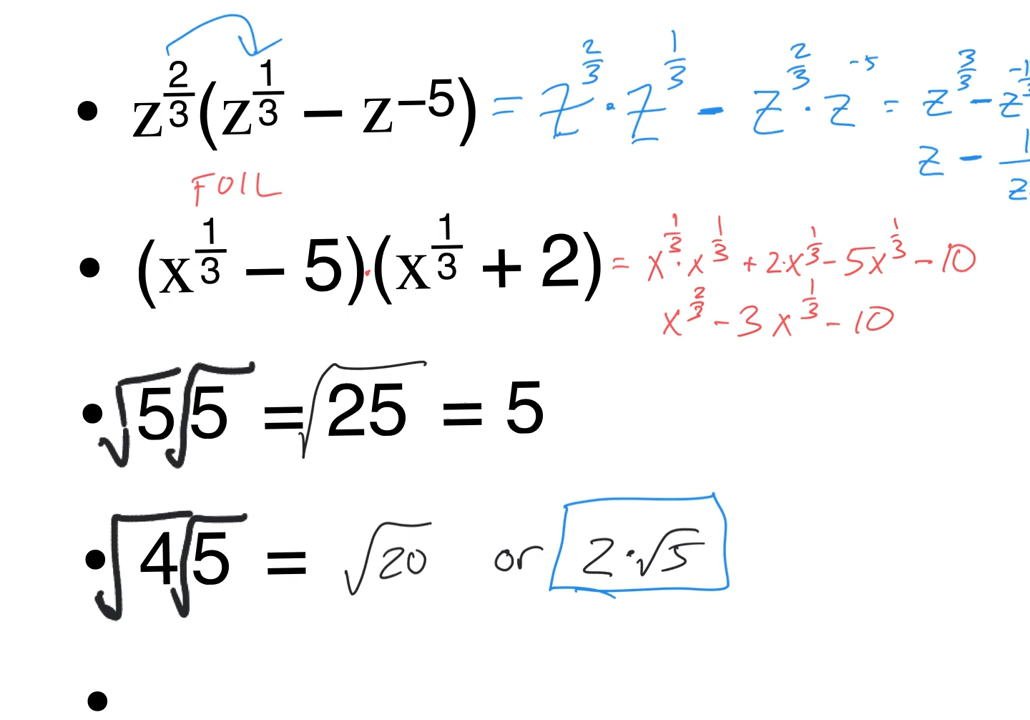 • z^(2/3)(z^(1/3) − z^−5) = z^(2/3) · z^(1/3) − z^(2/3) · z^-5 = z^(3/3) − z
z − 1/z
FOIL
• (x^(1/3) − 5)·(x^(1/3) + 2) = x^(1/3) · x^(1/3) + 2·x^(1/3) − 5x^(1/3) − 10
x^(2/3) − 3x^(1/3) − 10
• √5√5 = √25 = 5
• √4√5 = √20 or 2·√5
•